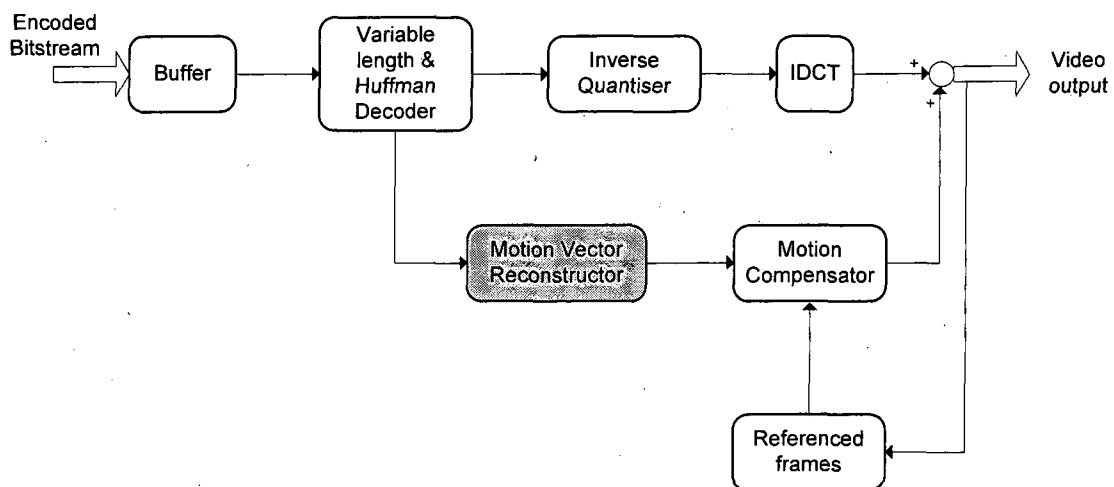 Encoded
Bitstream
Buffer
Variable
length &
Huffman
Decoder
Inverse
Quantiser
IDCT
+
+
Video
output
Motion Vector
Reconstructor
Motion
Compensator
Referenced
frames